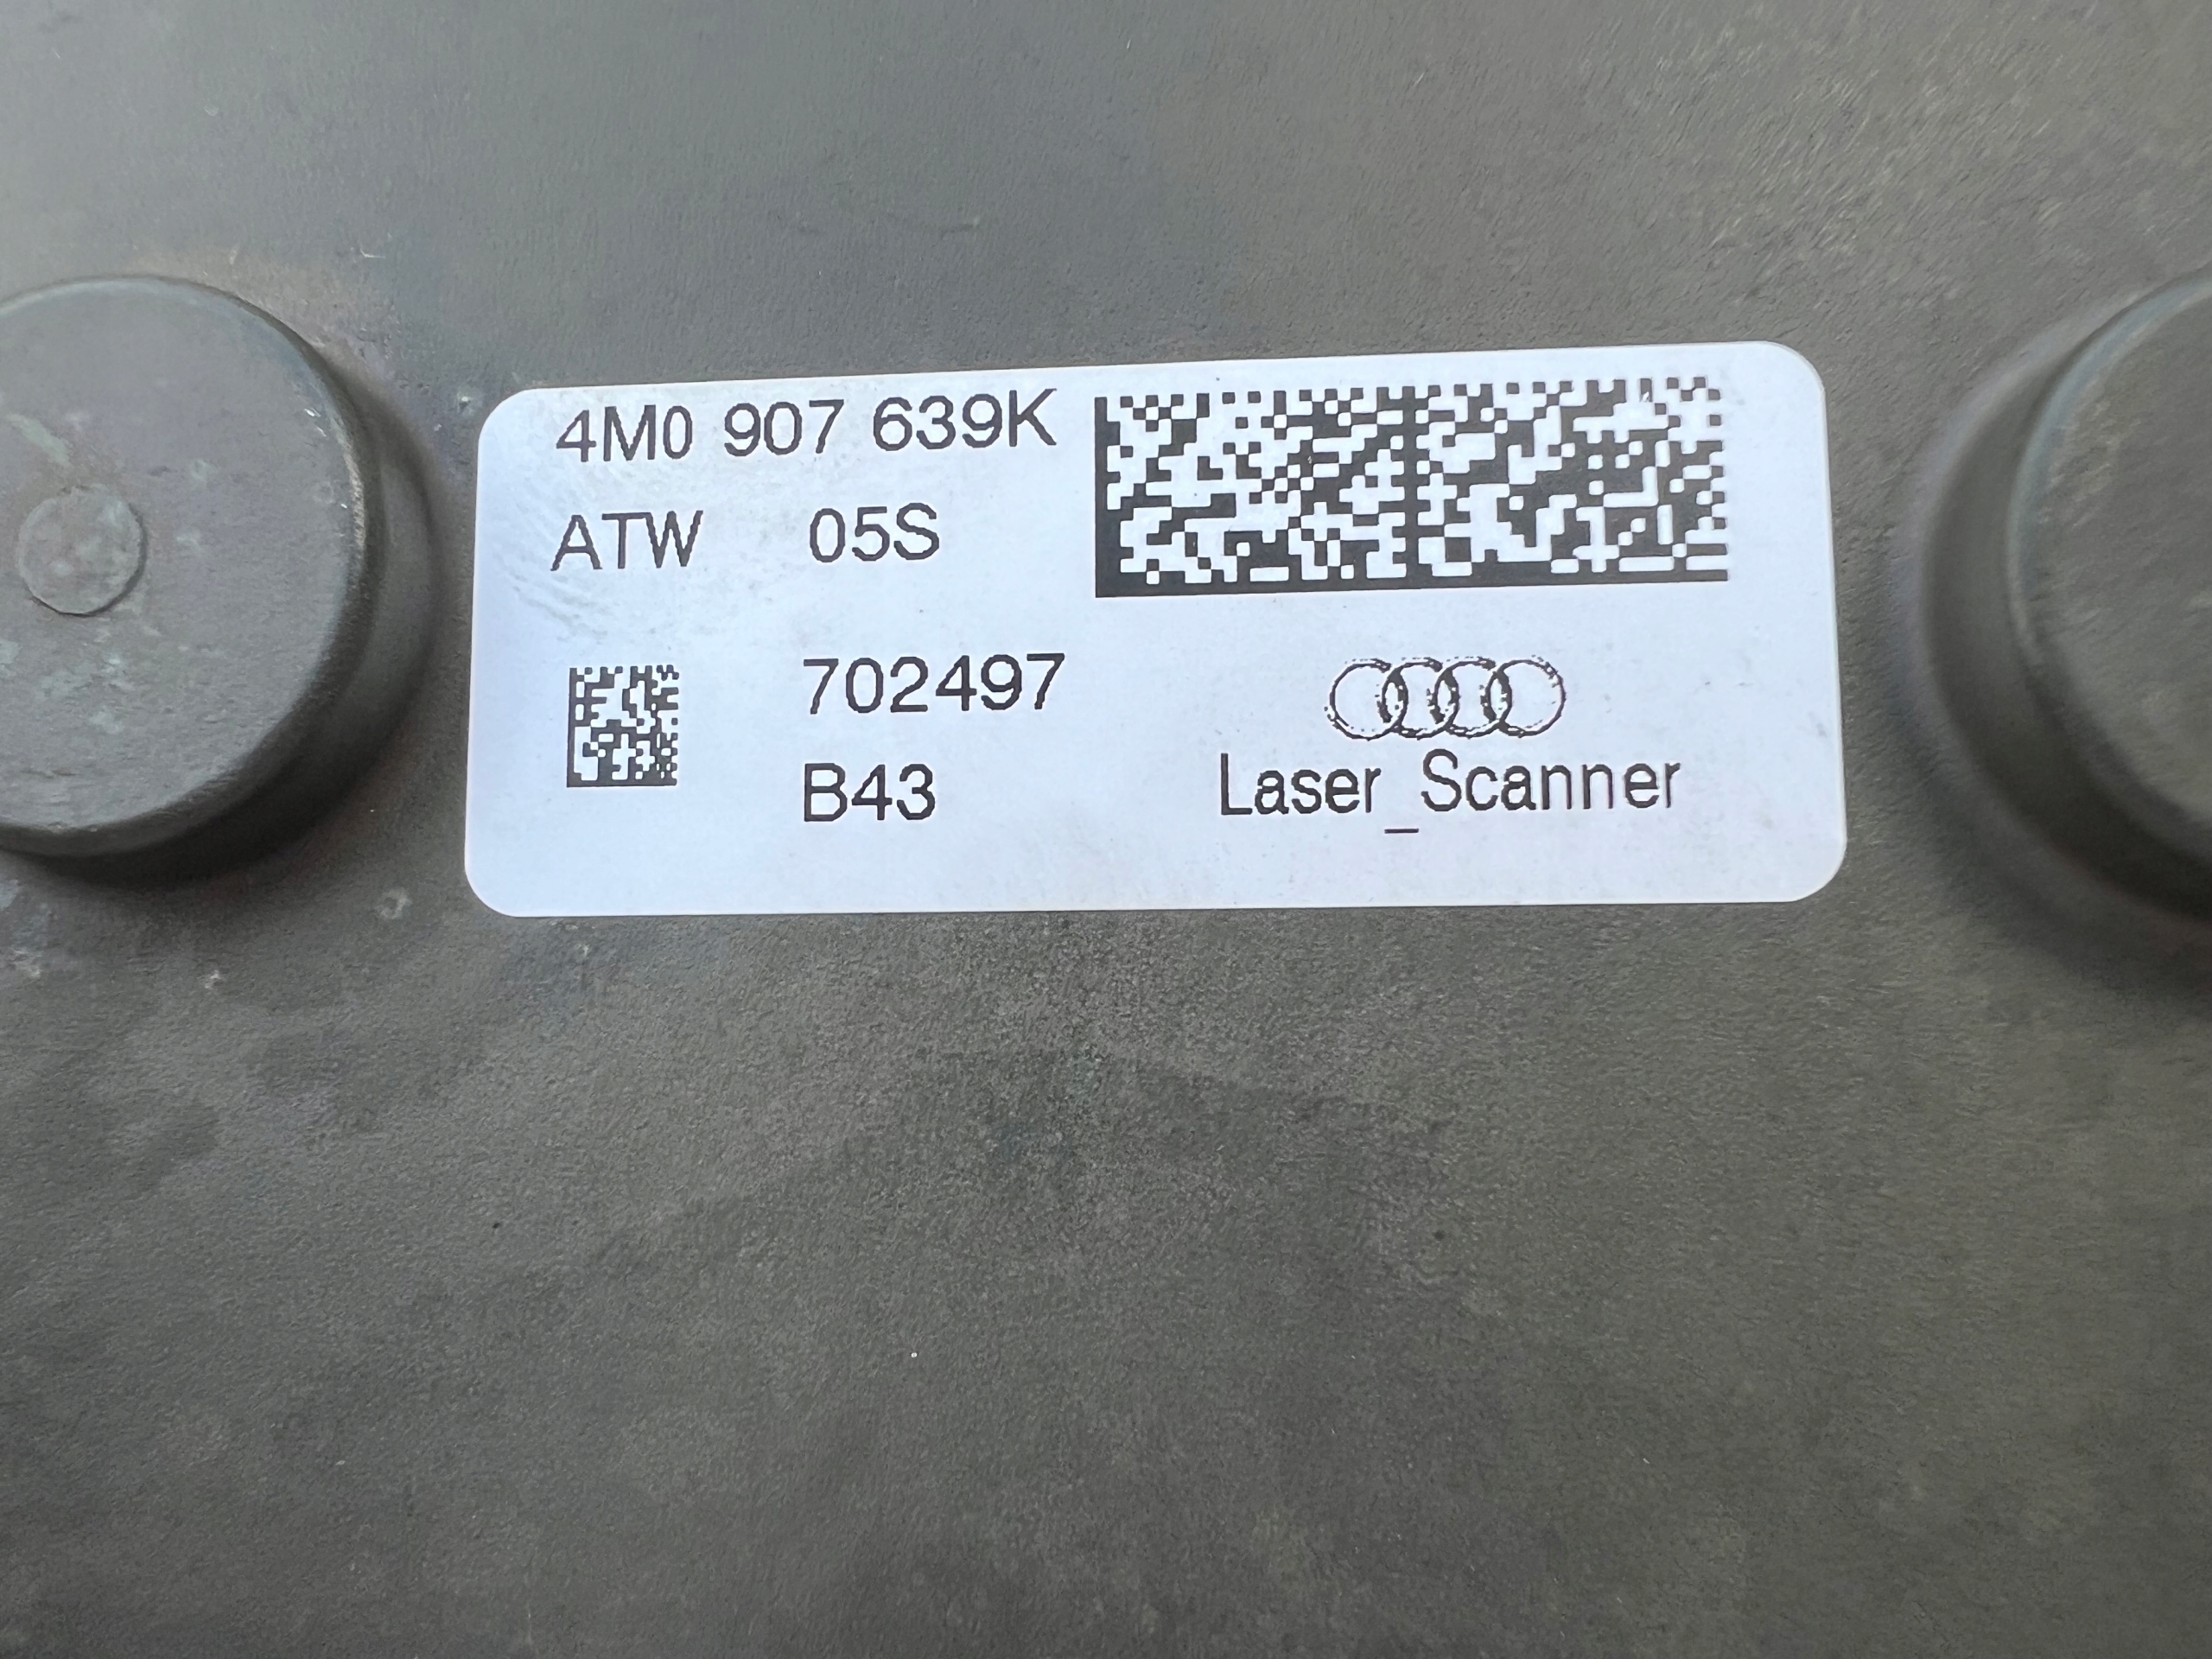 4M0 907 639K
ATW 05S
702497
B43
Laser_Scanner